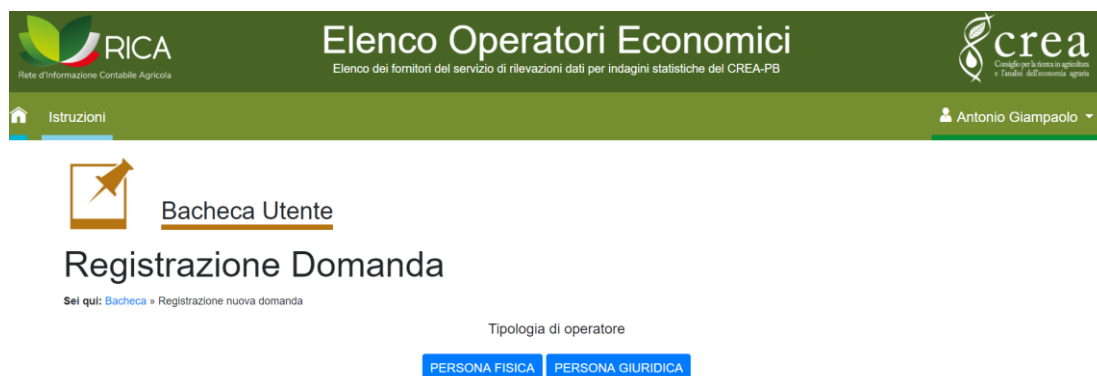 RICA
Rete d'Informazione Contabile Agricola
Elenco Operatori Economici
Elenco dei fornitori del servizio di rilevazioni dati per indagini statistiche del CREA-PB
crea
Consiglio per la ricerca in agricoltura
e l'analisi dell'economia agraria
Istruzioni
Antonio Giampaolo
Bacheca Utente
Registrazione Domanda
Sei qui: Bacheca » Registrazione nuova domanda
Tipologia di operatore
PERSONA FISICA PERSONA GIURIDICA